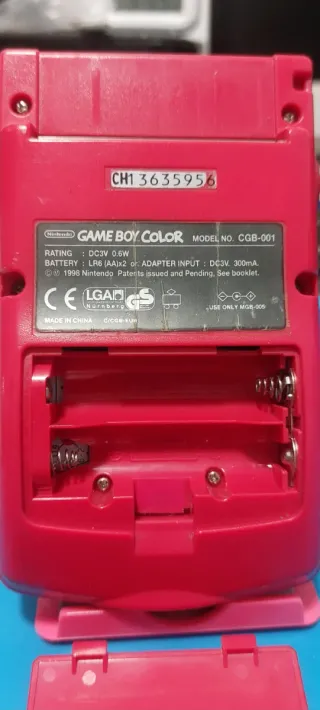 CH13635956
Nintendo GAME BOY COLOR MODEL NO. CGB-001
RATING : DC3V 0.6W
BATTERY : LR6 (AA)x2 or ADAPTER INPUT : DC3V 300mA.
©Ⓟ 1998 Nintendo Patents issued and Pending, See booklet.
CE LGA GS
Nürnberg
USE ONLY MGB-005
MADE IN CHINA C/CGB-EUR